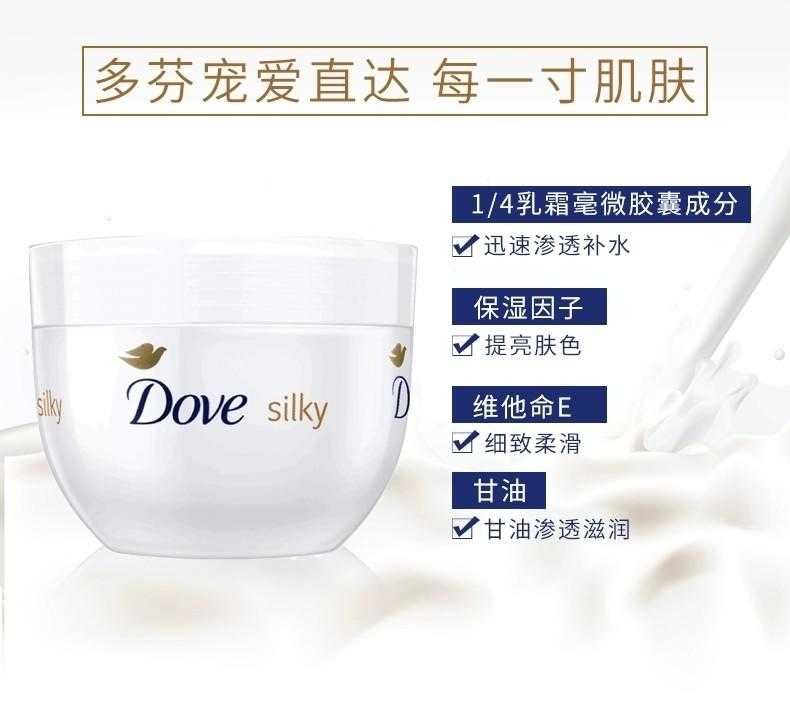 多芬宠爱直达 每一寸肌肤
1/4乳霜毫微胶囊成分
迅速渗透补水
保湿因子
提亮肤色
维他命E
细致柔滑
甘油
甘油渗透滋润
silky
Dove silky
D